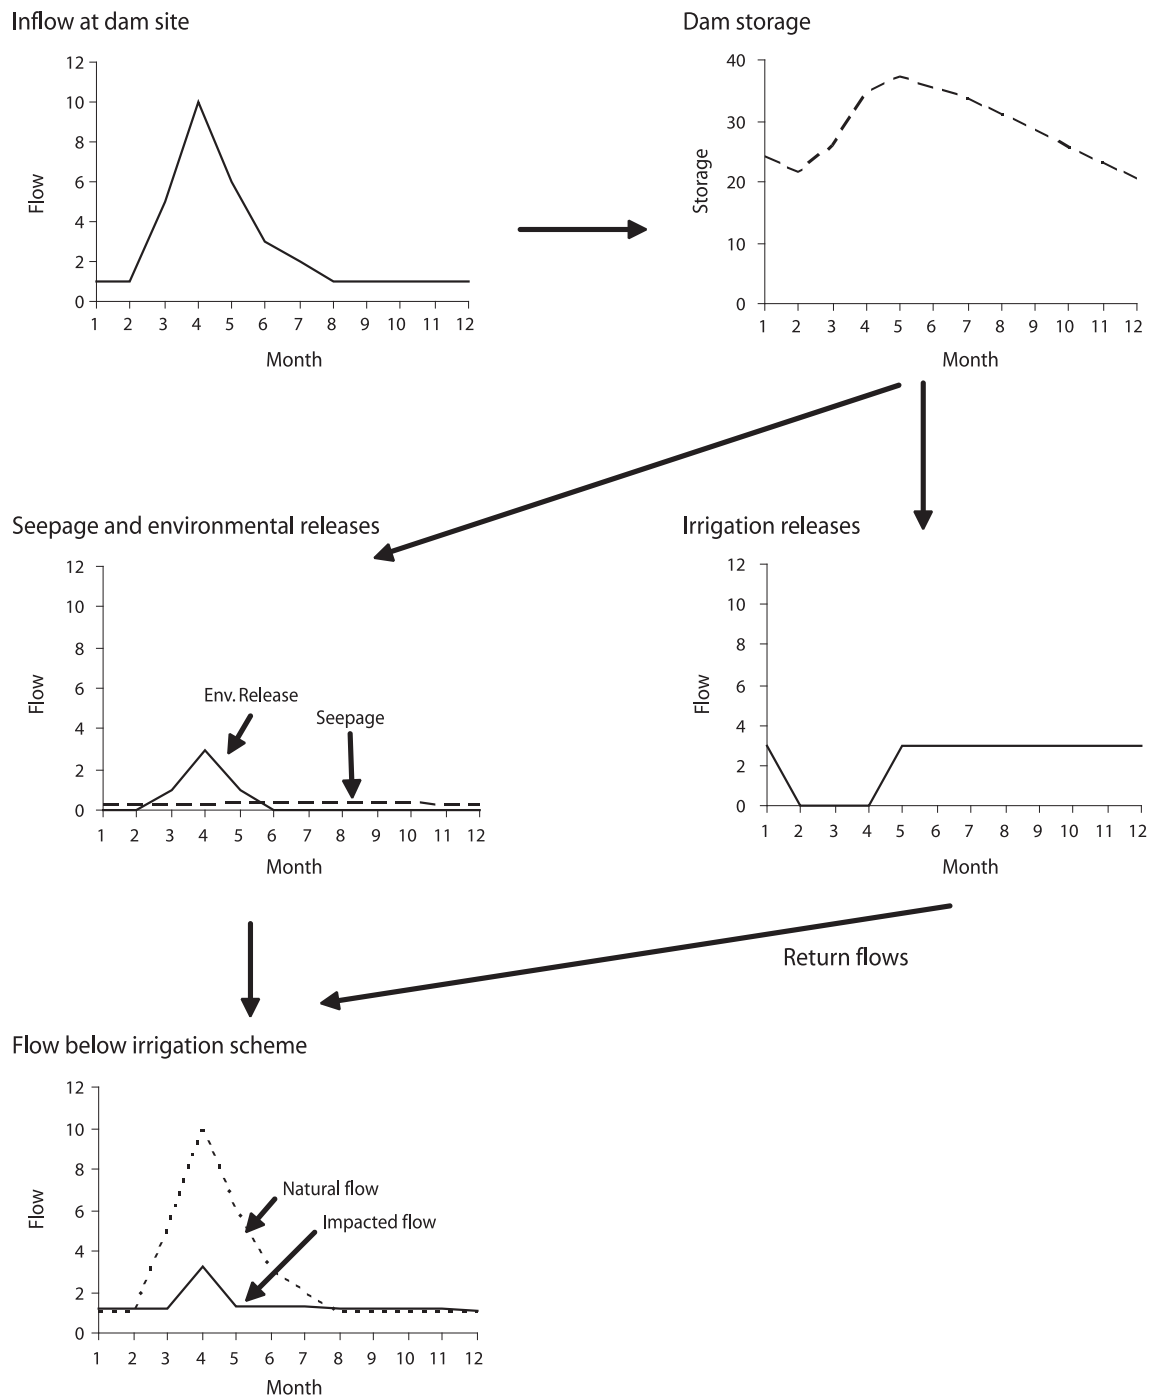 Inflow at dam site
12
10
8
6
4
2
0
Flow
1 2 3 4 5 6 7 8 9 10 11 12
Month
Dam storage
40
30
20
10
0
Storage
1 2 3 4 5 6 7 8 9 10 11 12
Month
Seepage and environmental releases
12
10
8
6
4
2
0
Flow
Env. Release
Seepage
1 2 3 4 5 6 7 8 9 10 11 12
Month
Irrigation releases
12
10
8
6
4
2
0
Flow
1 2 3 4 5 6 7 8 9 10 11 12
Month
Return flows
Flow below irrigation scheme
12
10
8
6
4
2
0
Flow
Natural flow
Impacted flow
1 2 3 4 5 6 7 8 9 10 11 12
Month